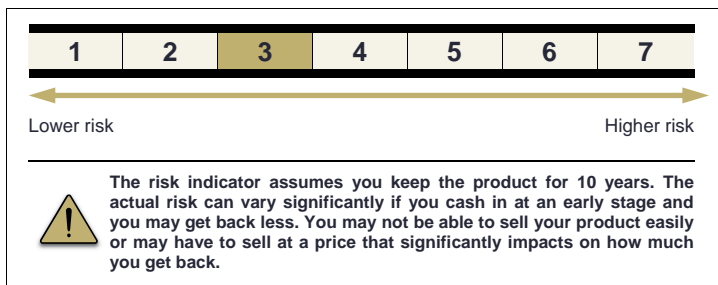 1 2 3 4 5 6 7
Lower risk Higher risk
The risk indicator assumes you keep the product for 10 years. The
actual risk can vary significantly if you cash in at an early stage and
you may get back less. You may not be able to sell your product easily
or may have to sell at a price that significantly impacts on how much
you get back.